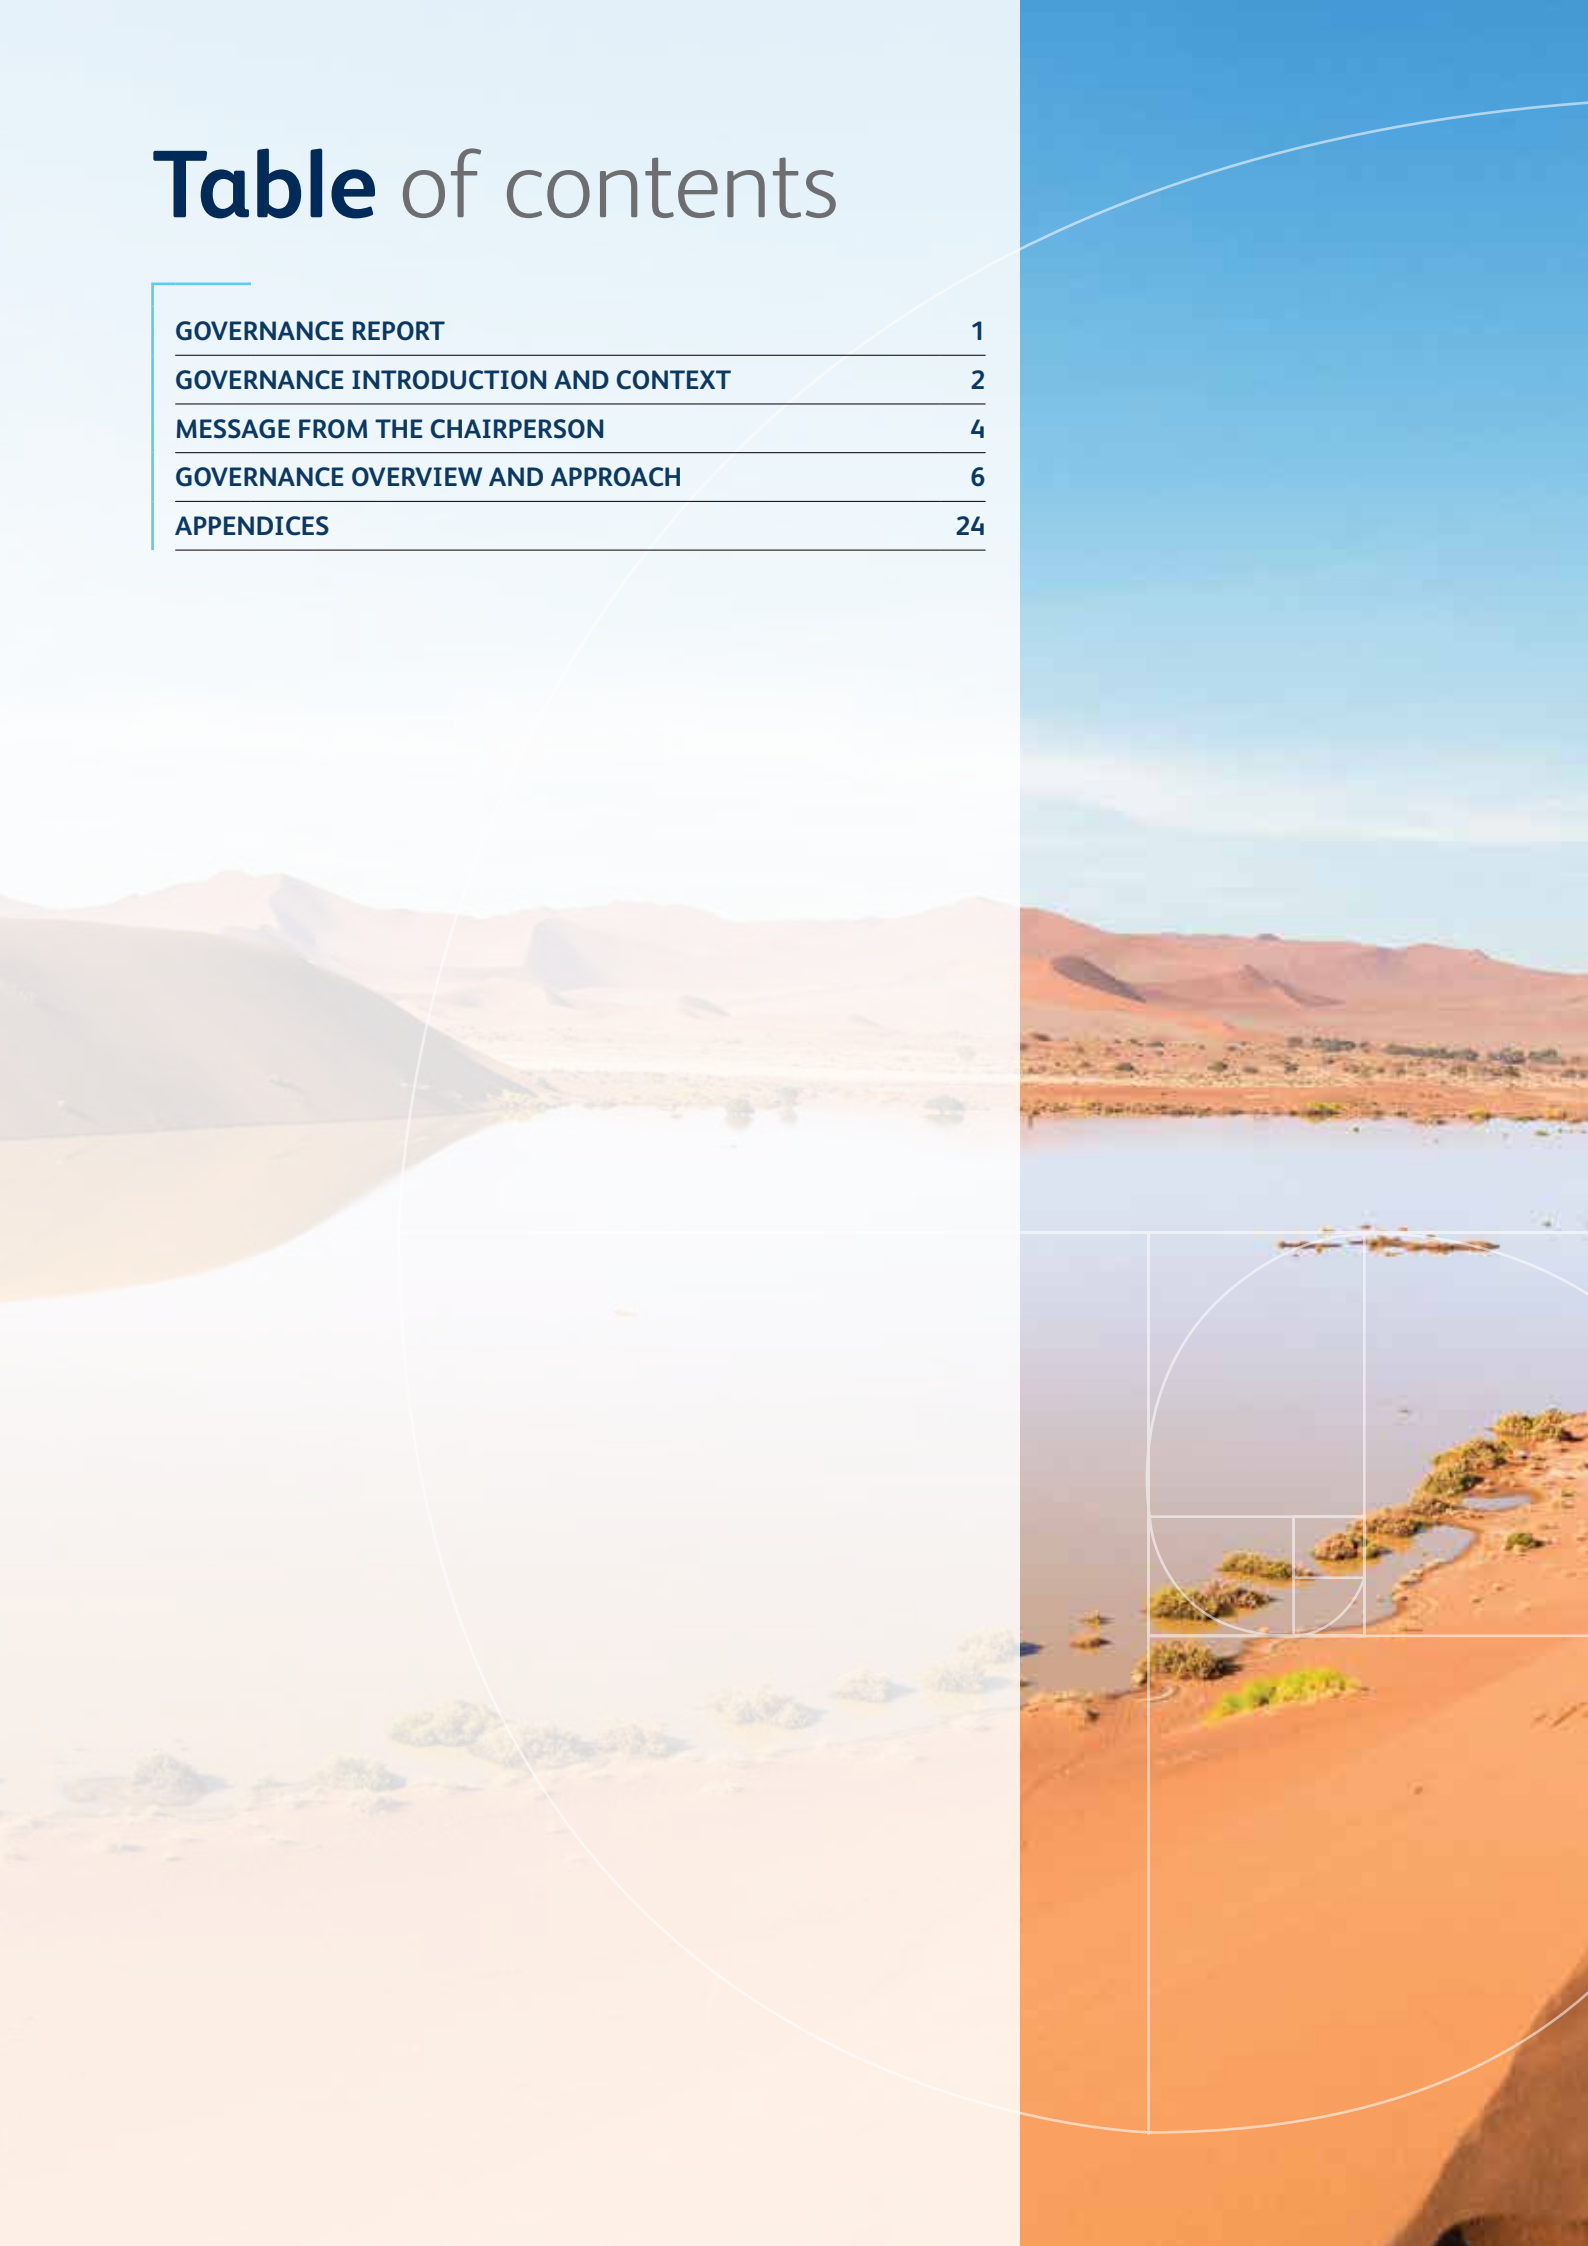 Table of contents
GOVERNANCE REPORT 1
GOVERNANCE INTRODUCTION AND CONTEXT 2
MESSAGE FROM THE CHAIRPERSON 4
GOVERNANCE OVERVIEW AND APPROACH 6
APPENDICES 24